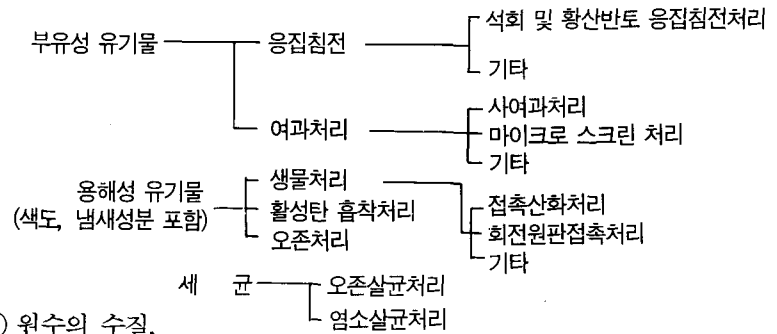 석회 및 황산반토 응집침전처리
부유성 유기물 응집침전
기타
사여과처리
여과처리 마이크로 스크린 처리
기타
용해성 유기물 생물처리
(색도, 냄새성분 포함) 활성탄 흡착처리 접촉산화처리
오존처리 회전원판접촉처리
기타
세 균 오존살균처리
) 원수의 수질, 염소살균처리